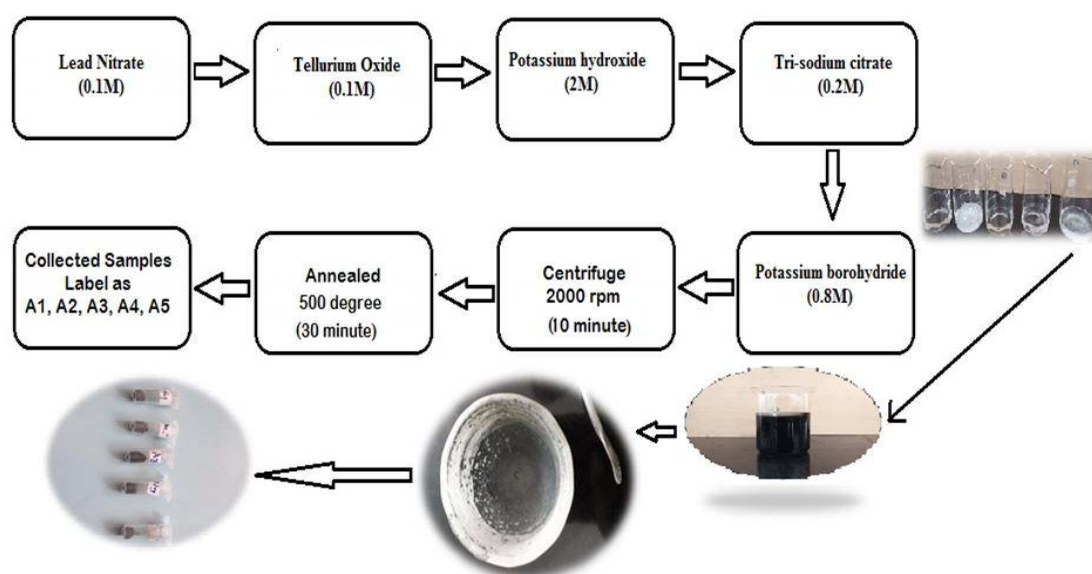 Lead Nitrate
(0.1M)
Tellurium Oxide
(0.1M)
Potassium hydroxide
(2M)
Tri-sodium citrate
(0.2M)
Potassium borohydride
(0.8M)
Centrifuge
2000 rpm
(10 minute)
Annealed
500 degree
(30 minute)
Collected Samples
Label as
A1, A2, A3, A4, A5